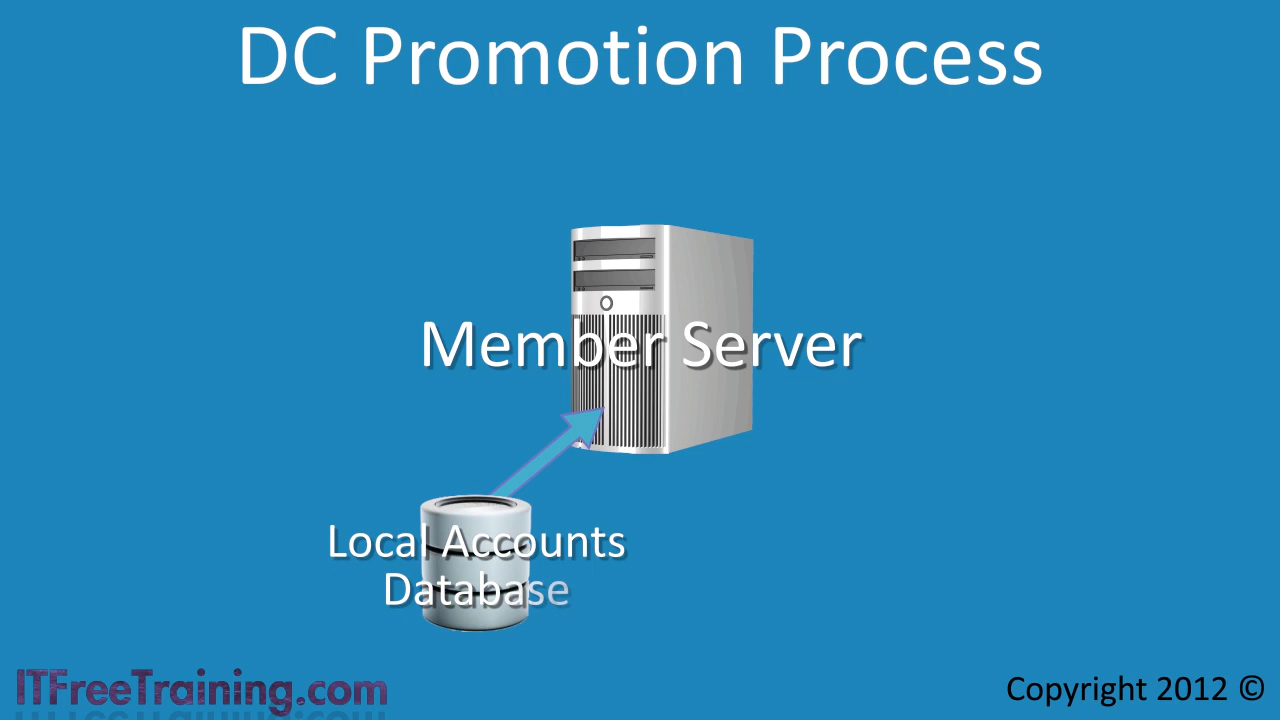 DC Promotion Process
Member Server
Local Accounts
Database
ITFreeTraining.com
Copyright 2012 ©